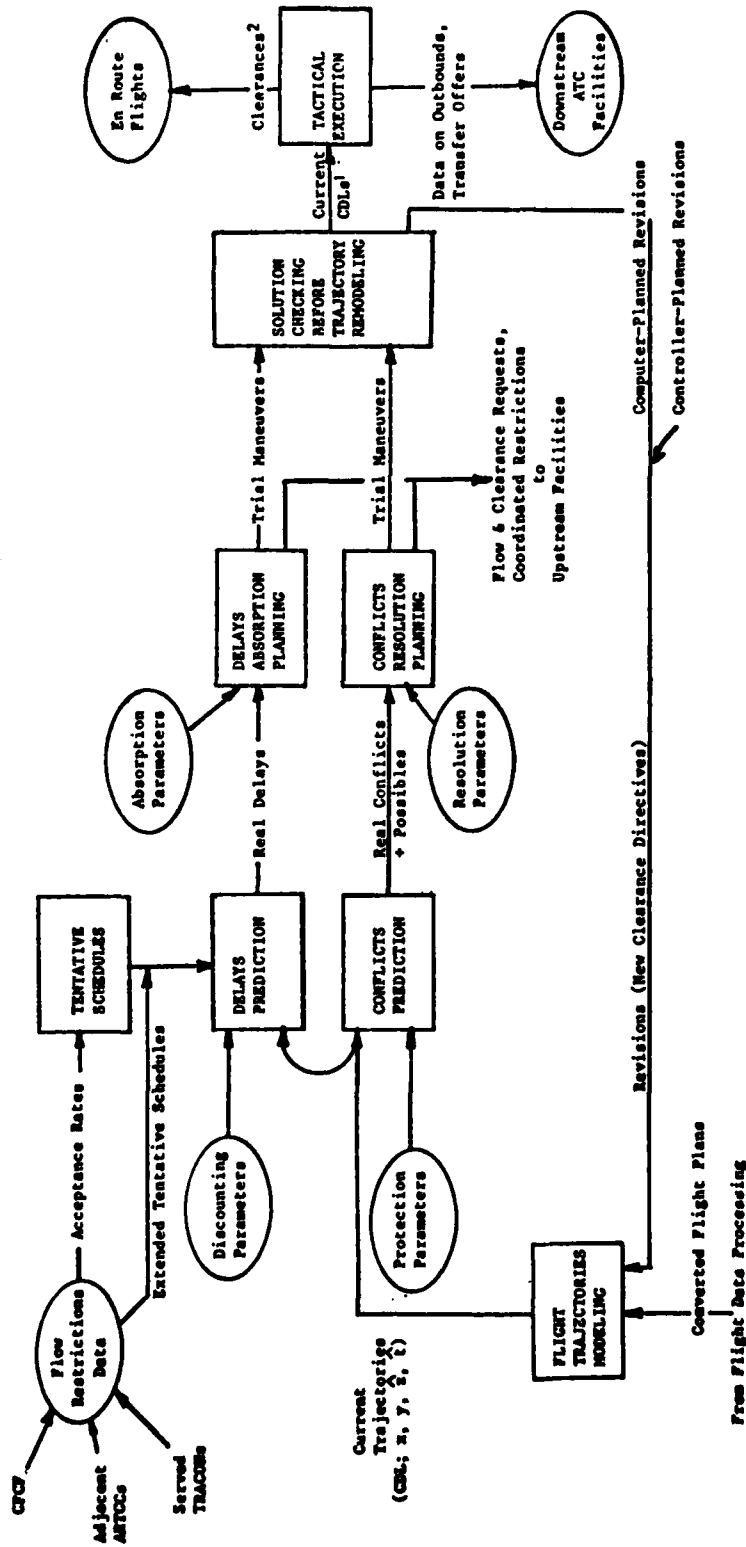 CFCF
Adjacent
ARTCCs
Served
TRACONs
Flow
Restrictions
Data
Acceptance Rates
Extended Tentative Schedules
TENTATIVE
SCHEDULES
Discounting
Parameters
DELAYS
PREDICTION
Real Delays
Absorption
Parameters
DELAYS
ABSORPTION
PLANNING
Trial Maneuvers
Current
Trajectories
(CDL; x, y, z, t)
Protection
Parameters
CONFLICTS
PREDICTION
Real Conflicts
+ Possibles
Resolution
Parameters
CONFLICTS
RESOLUTION
PLANNING
Trial Maneuvers
Flow & Clearance Requests,
Coordinated Restrictions
to
Upstream Facilities
SOLUTION
CHECKING
BEFORE
TRAJECTORY
REMODELING
Current
CDLs¹
TACTICAL
EXECUTION
Clearances²
En Route
Flights
Data on Outbounds,
Transfer Offers
Downstream
ATC
Facilities
FLIGHT
TRAJECTORIES
MODELING
Revisions (New Clearance Directives)
Computer-Planned Revisions
Controller-Planned Revisions
Converted Flight Plans
From Flight Data Processing